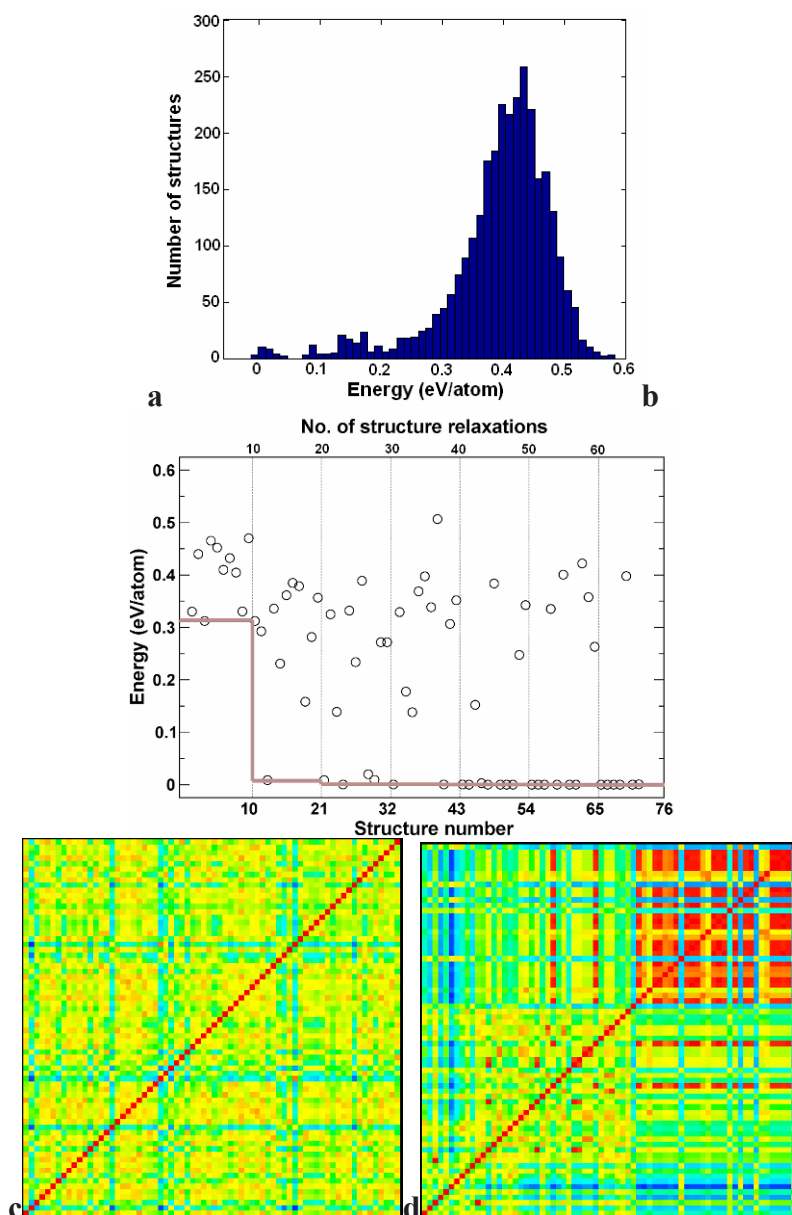 300
250
200
150
100
50
0
Number of structures
0 0.1 0.2 0.3 0.4 0.5 0.6
Energy (eV/atom)
a b
No. of structure relaxations
10 20 30 36 40 50 60
0.6
0.5
0.4
0.3
0.2
0.1
0
Energy (eV/atom)
10 21 32 43 54 65 76
Structure number
c d